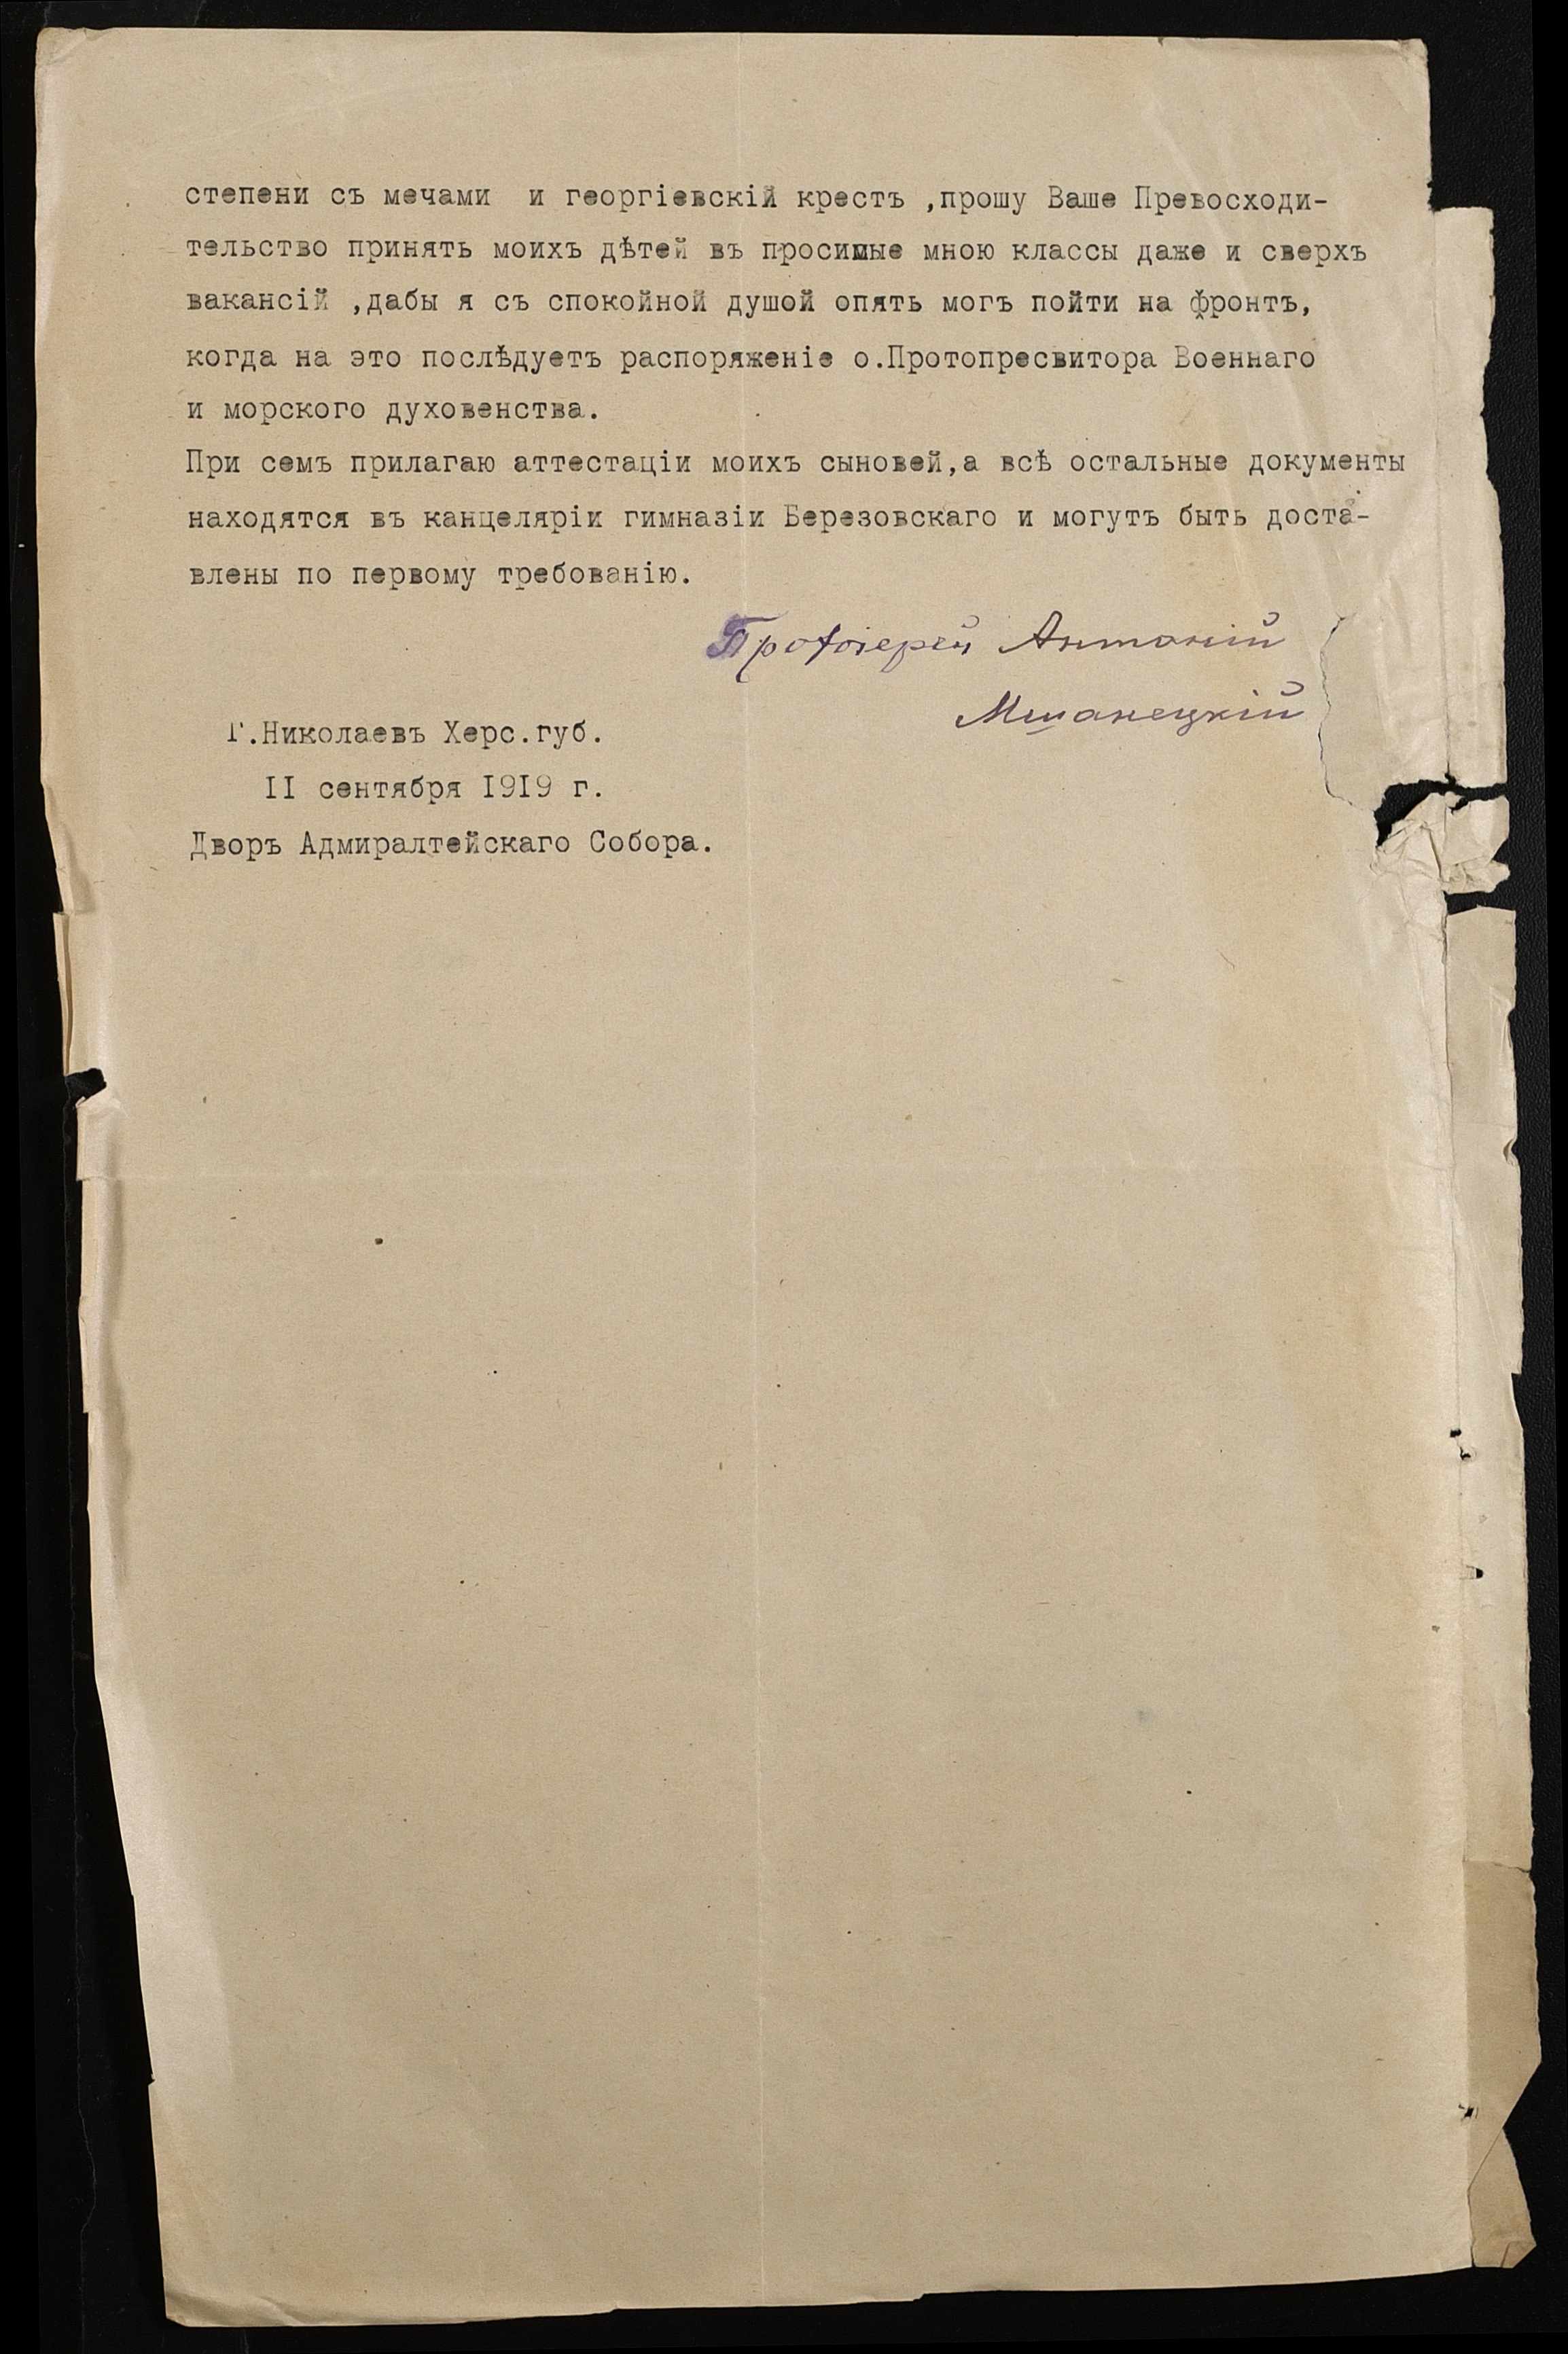 степени съ мечами и георгіевскій крестъ ,прошу Ваше Превосходи-
тельство принять моихъ дѣтей въ просимые мною классы даже и сверхъ
вакансій ,дабы я съ спокойной душой опять могъ пойти на фронтъ,
когда на это послѣдуетъ распоряженіе о.Протопресвитора Военнаго
и морского духовенства.
При семъ прилагаю аттестаціи моихъ сыновей,а всѣ остальные документы
находятся въ канцеляріи гимназіи Березовскаго и могутъ быть доста-
влены по первому требованію.
Протоіерей Антоній
Мшанецкій
Г.Николаевъ Херс.губ.
II сентября I9I9 г.
Дворъ Адмиралтейскаго Собора.